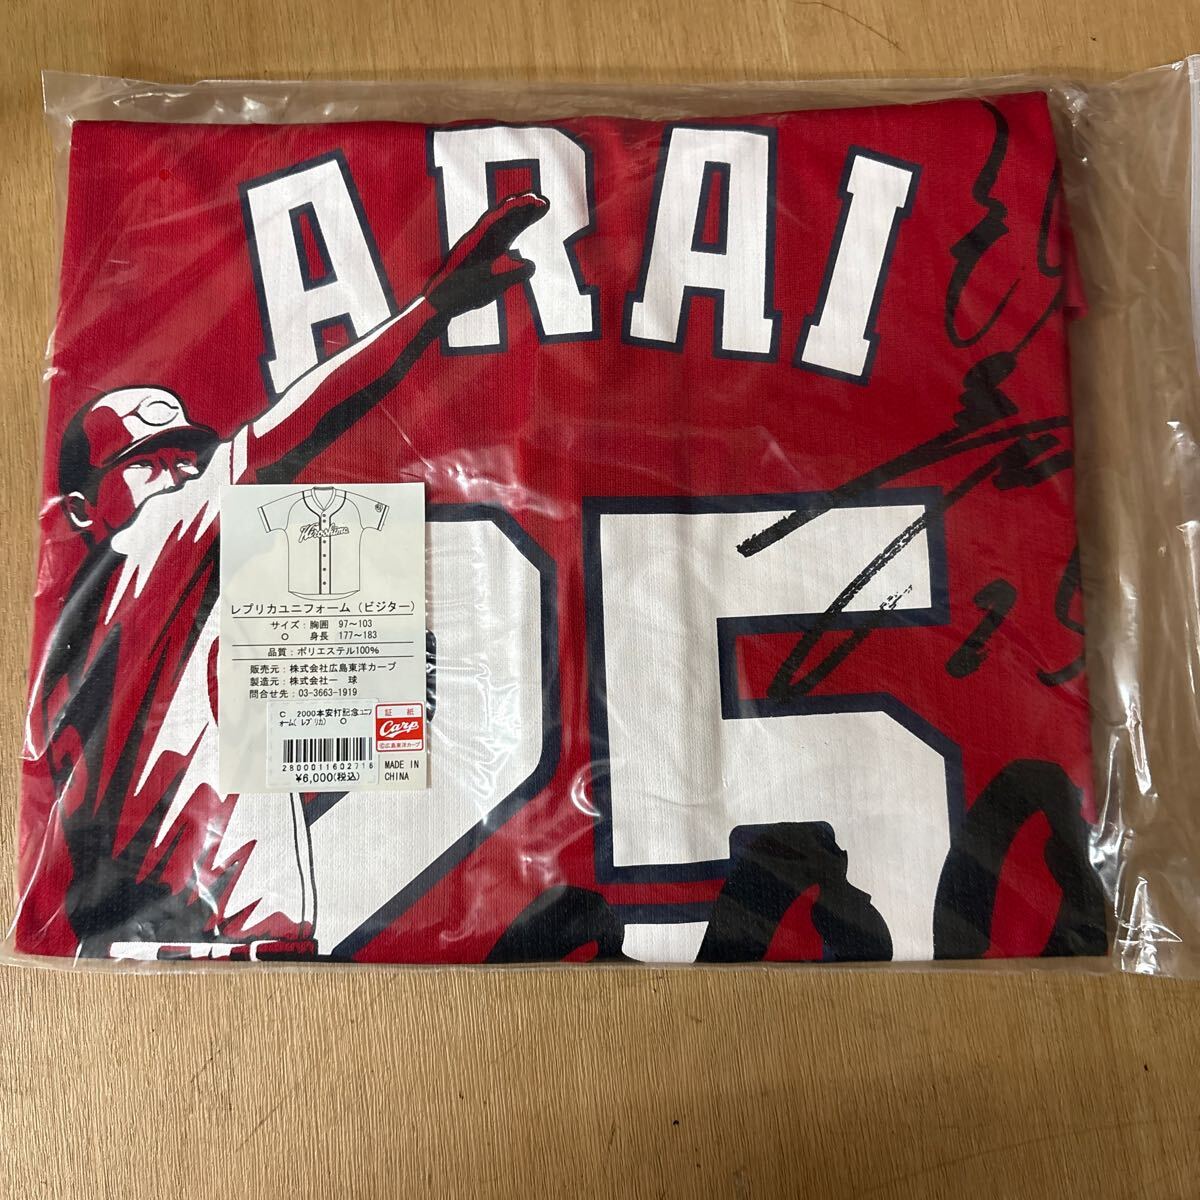 ARAI
25
25
C
Hiroshima
レプリカユニフォーム（ビジター）
サイズ：胸囲 97～103
O 身長 177～183
品質：ポリエステル100%
販売元：株式会社広島東洋カープ
製造元：株式会社一 球
問合せ先：03-3663-1919
C 2000本安打記念ユニフ
ォーム( レプリカ) O
2800011602716
¥6,000(税込)
証 紙
Carp
©広島東洋カープ
MADE IN
CHINA